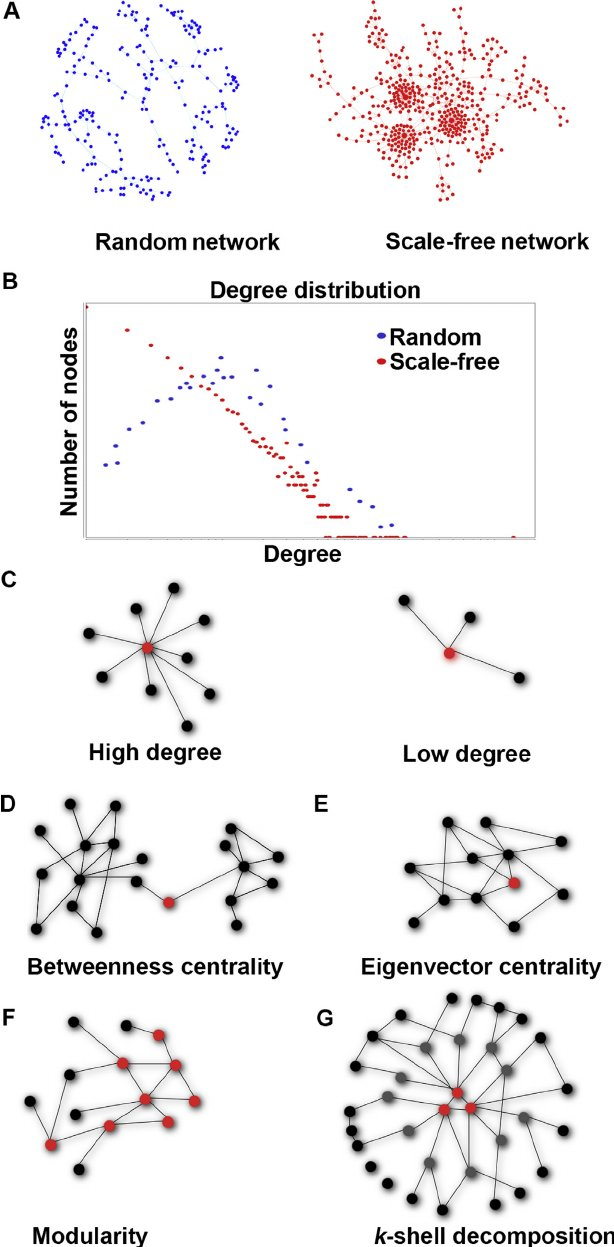 A
Random network
Scale-free network
B
Degree distribution
Random
Scale-free
Number of nodes
Degree
C
High degree
Low degree
D
E
Betweenness centrality
Eigenvector centrality
F
G
Modularity
k-shell decomposition